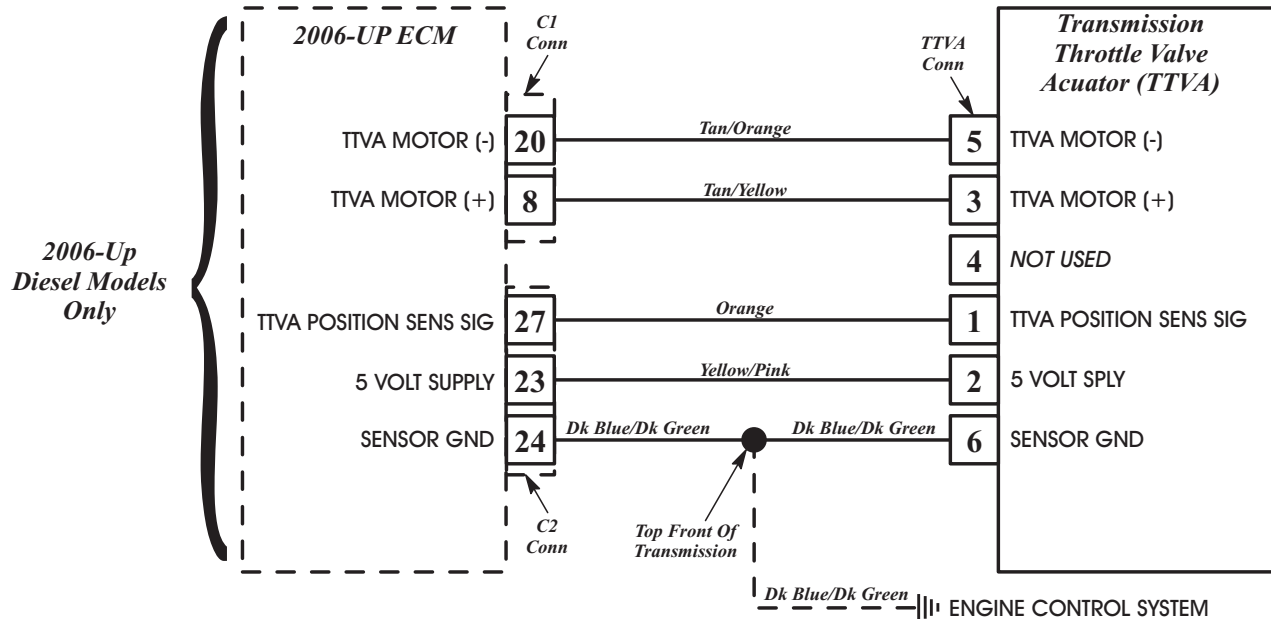 2006-UP ECM
C1
Conn
TTVA
Conn
Transmission
Throttle Valve
Acuator (TTVA)
TTVA MOTOR (-)
20
Tan/Orange
5
TTVA MOTOR (-)
TTVA MOTOR (+)
8
Tan/Yellow
3
TTVA MOTOR (+)
4
NOT USED
2006-Up
Diesel Models
Only
TTVA POSITION SENS SIG
27
Orange
1
TTVA POSITION SENS SIG
5 VOLT SUPPLY
23
Yellow/Pink
2
5 VOLT SPLY
SENSOR GND
24
Dk Blue/Dk Green
Dk Blue/Dk Green
6
SENSOR GND
C2
Conn
Top Front Of
Transmission
Dk Blue/Dk Green
ENGINE CONTROL SYSTEM